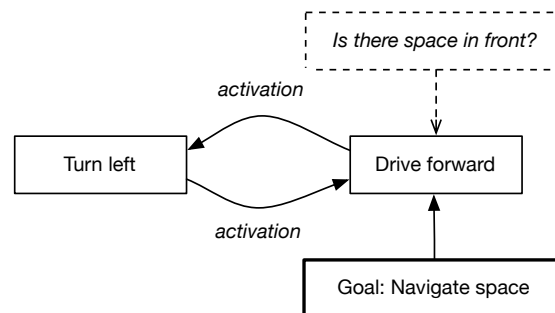 Is there space in front?
activation
Turn left
Drive forward
activation
Goal: Navigate space